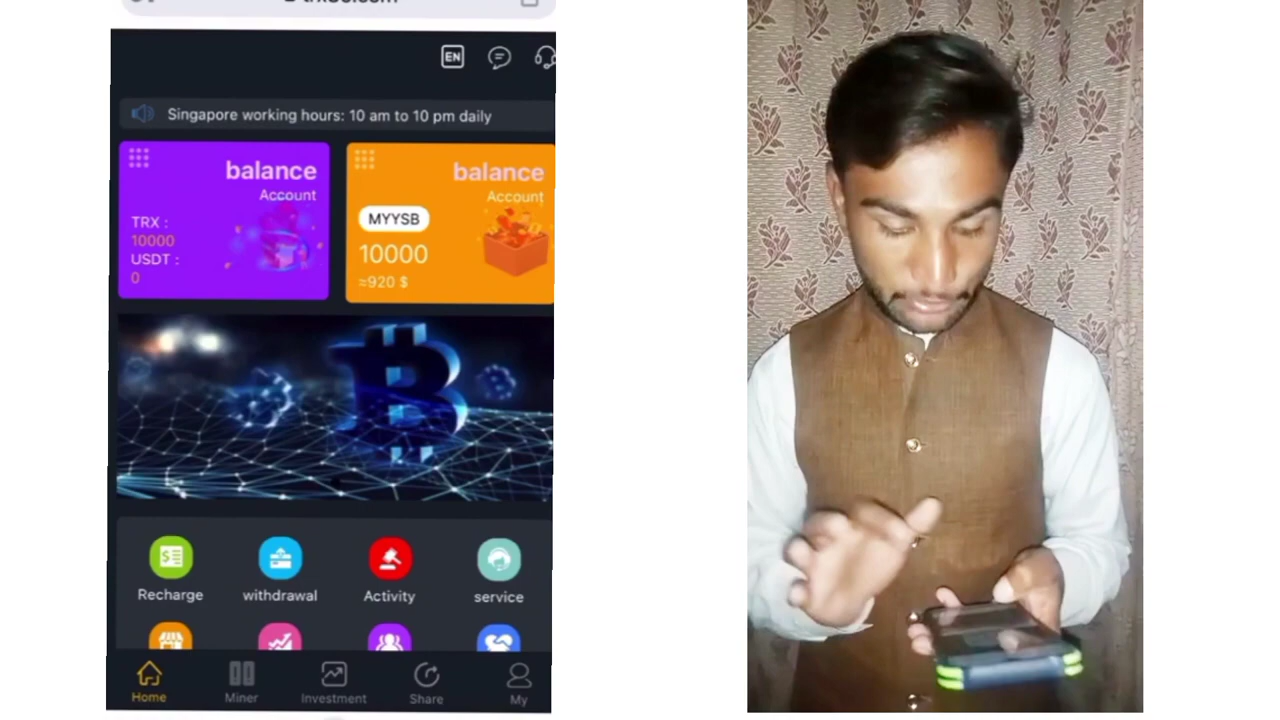 EN
Singapore working hours: 10 am to 10 pm daily
balance
Account
TRX :
10000
USDT :
0
balance
Account
MYYSB
10000
≈920 $
Recharge
withdrawal
Activity
service
Home
Miner
Investment
Share
My